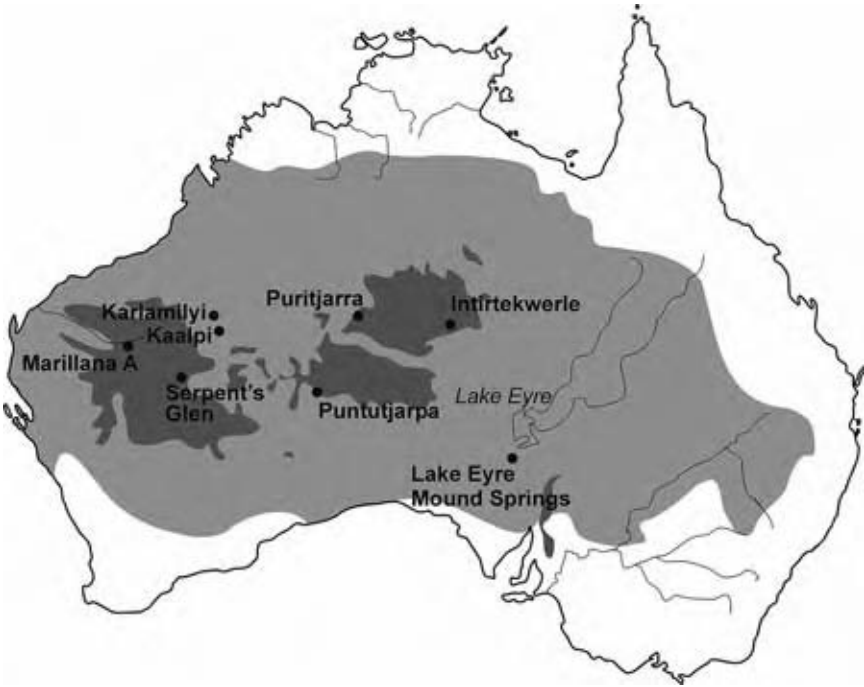 Karlamilyi
Puritjarra
Intirtekwerle
Kaalpi
Marillana A
Serpent's
Glen
Puntutjarpa
Lake Eyre
Lake Eyre
Mound Springs